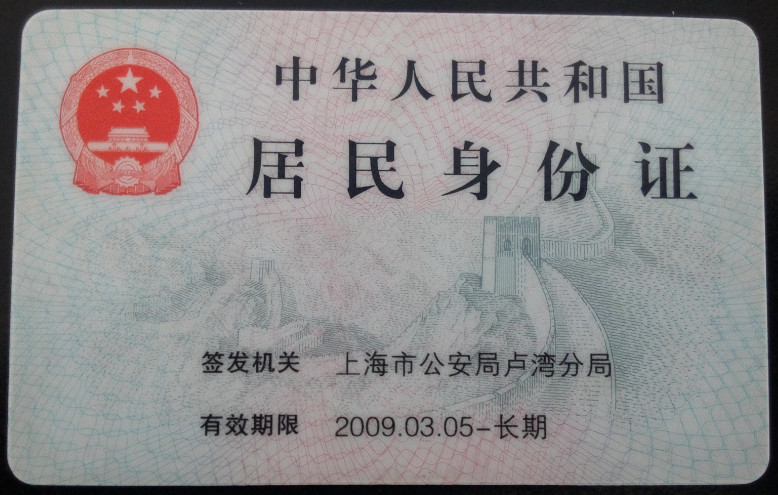 中华人民共和国
居民身份证
签发机关 上海市公安局卢湾分局
有效期限 2009.03.05-长期